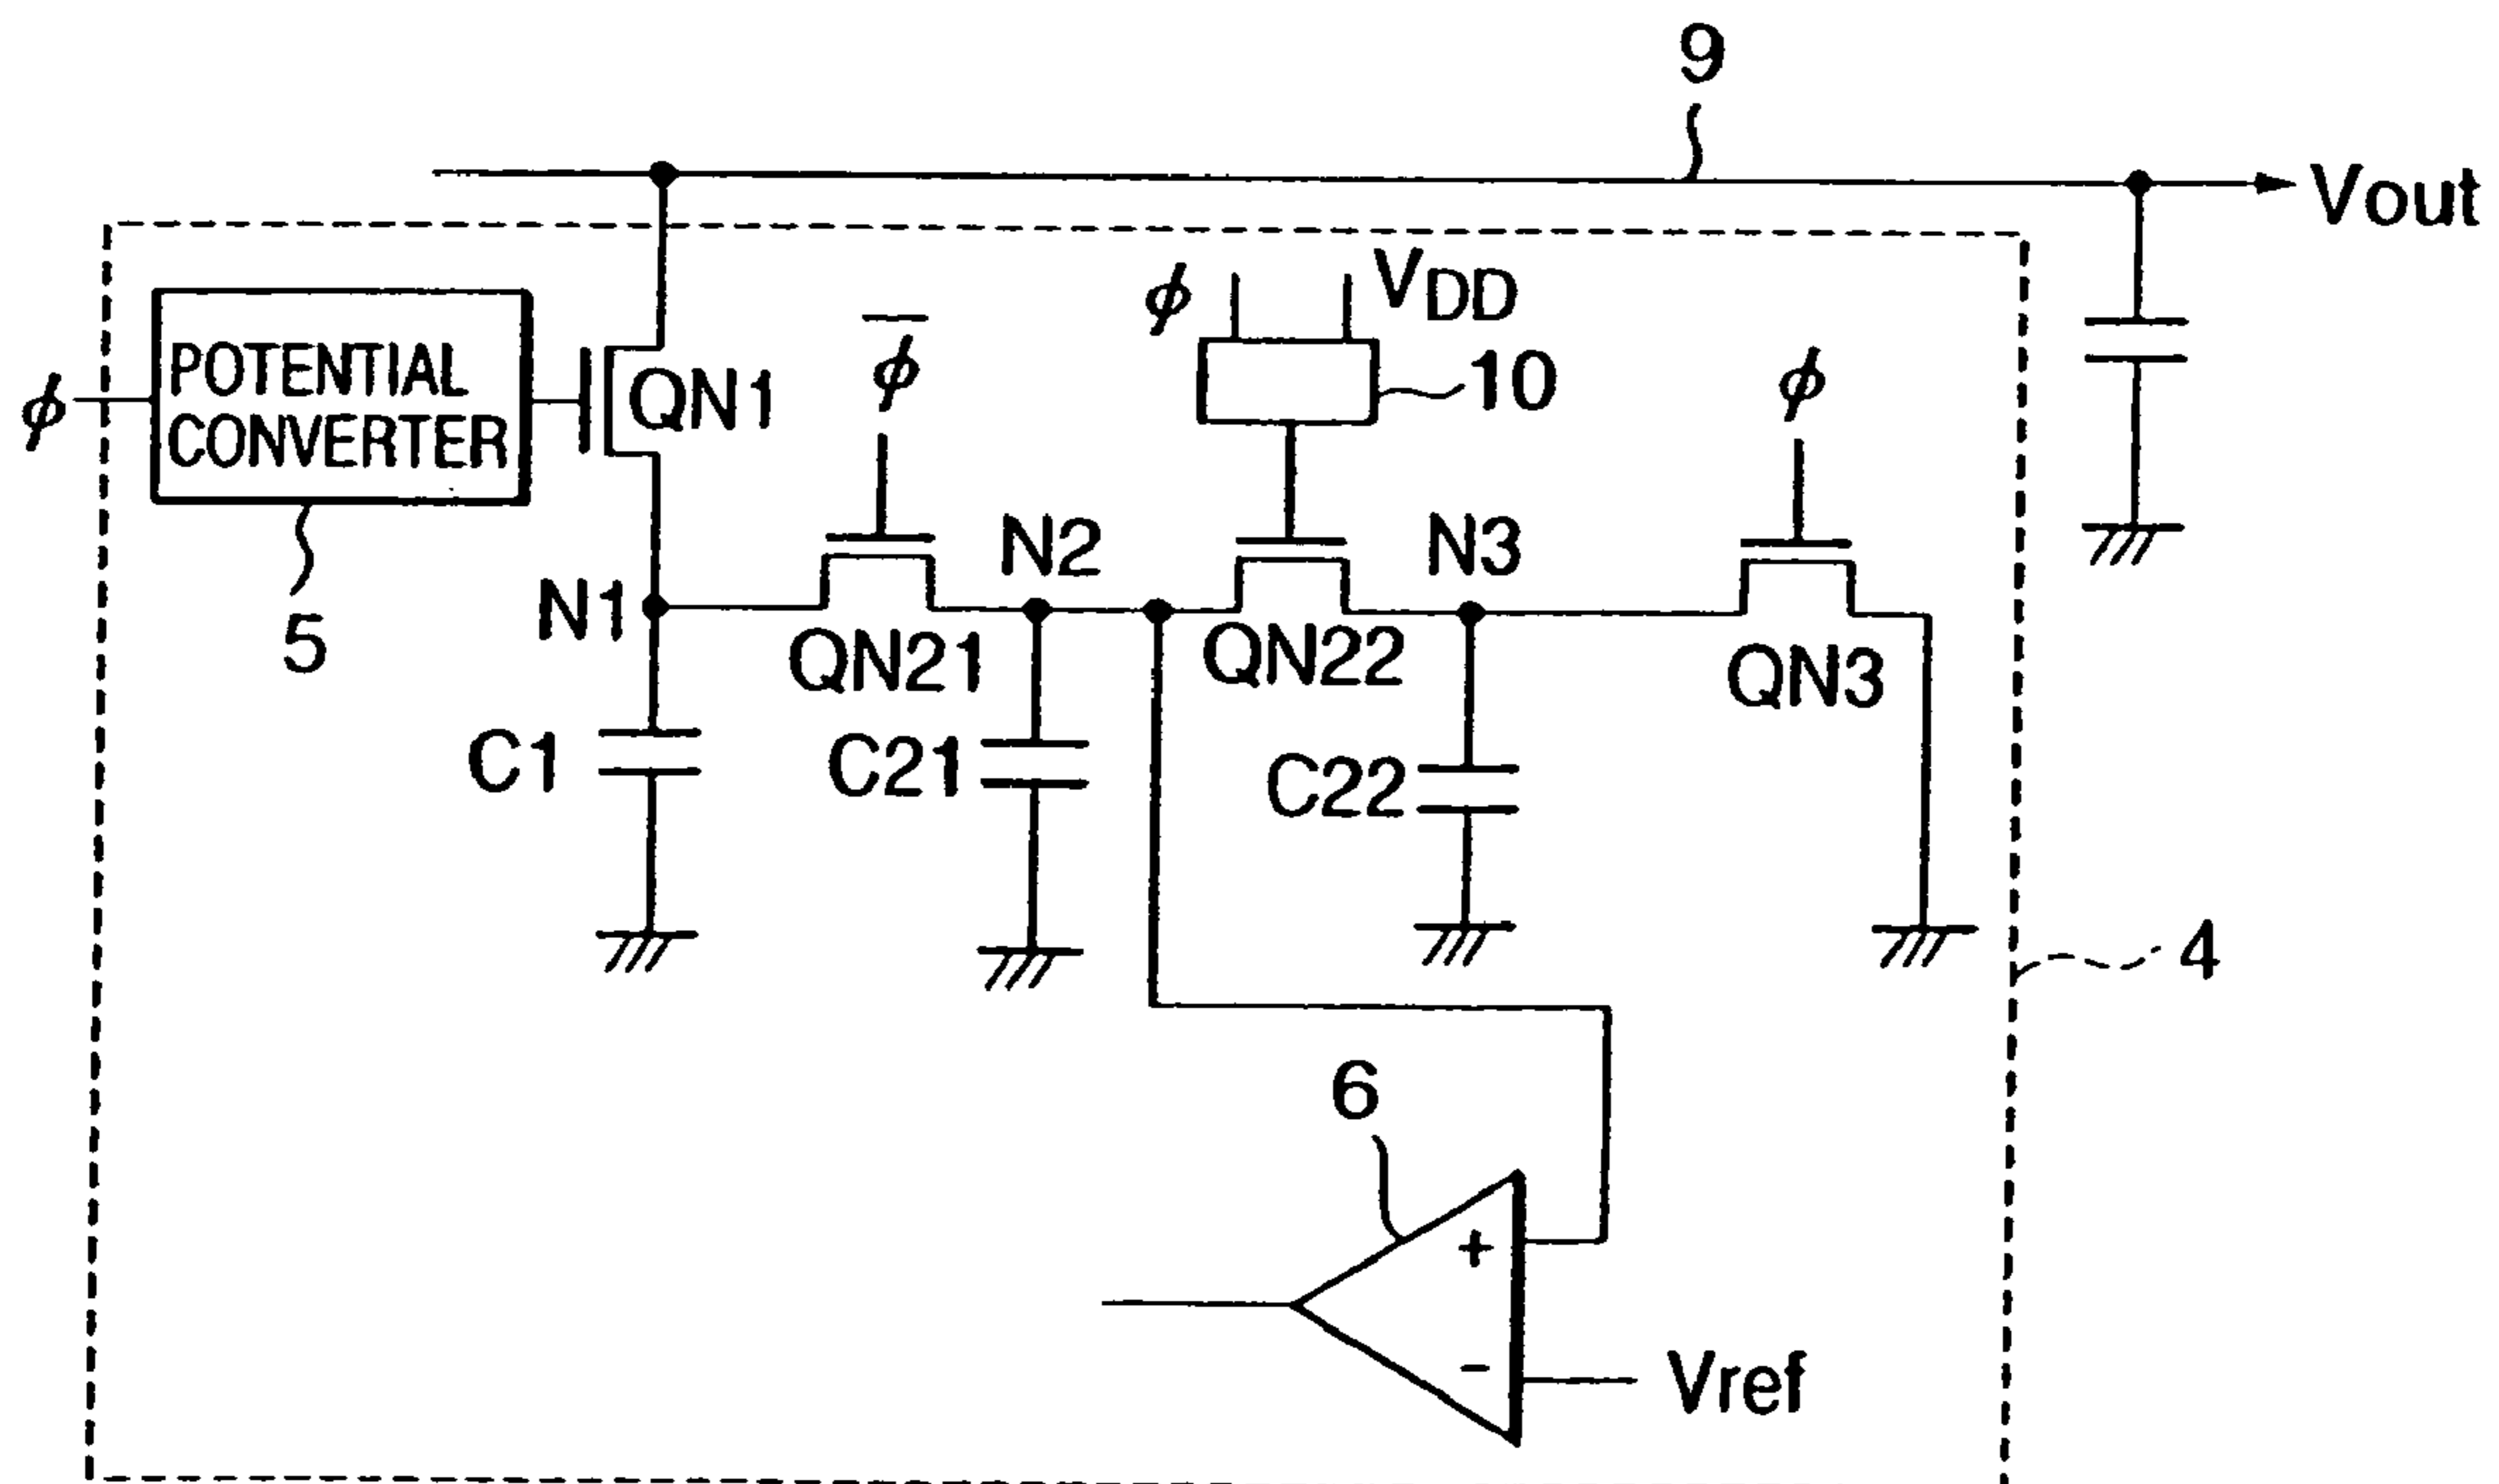 9
Vout
ϕ
VDD
ϕ̅
10
ϕ
ϕ
POTENTIAL
CONVERTER
QN1
5
N1
N2
N3
QN21
QN22
QN3
C1
C21
C22
4
6
+
-
Vref